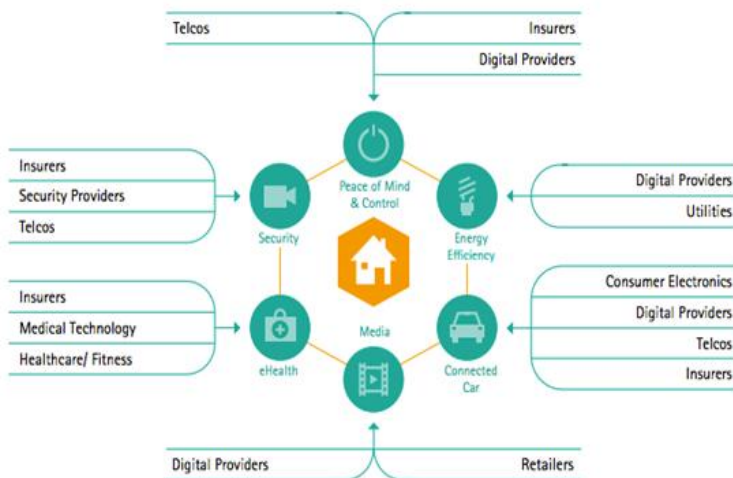 Telcos
Insurers
Digital Providers
Insurers
Security Providers
Telcos
Peace of Mind
& Control
Digital Providers
Utilities
Security
Energy
Efficiency
Insurers
Medical Technology
Healthcare/ Fitness
Consumer Electronics
Digital Providers
Telcos
Insurers
Media
eHealth
Connected
Car
Digital Providers
Retailers